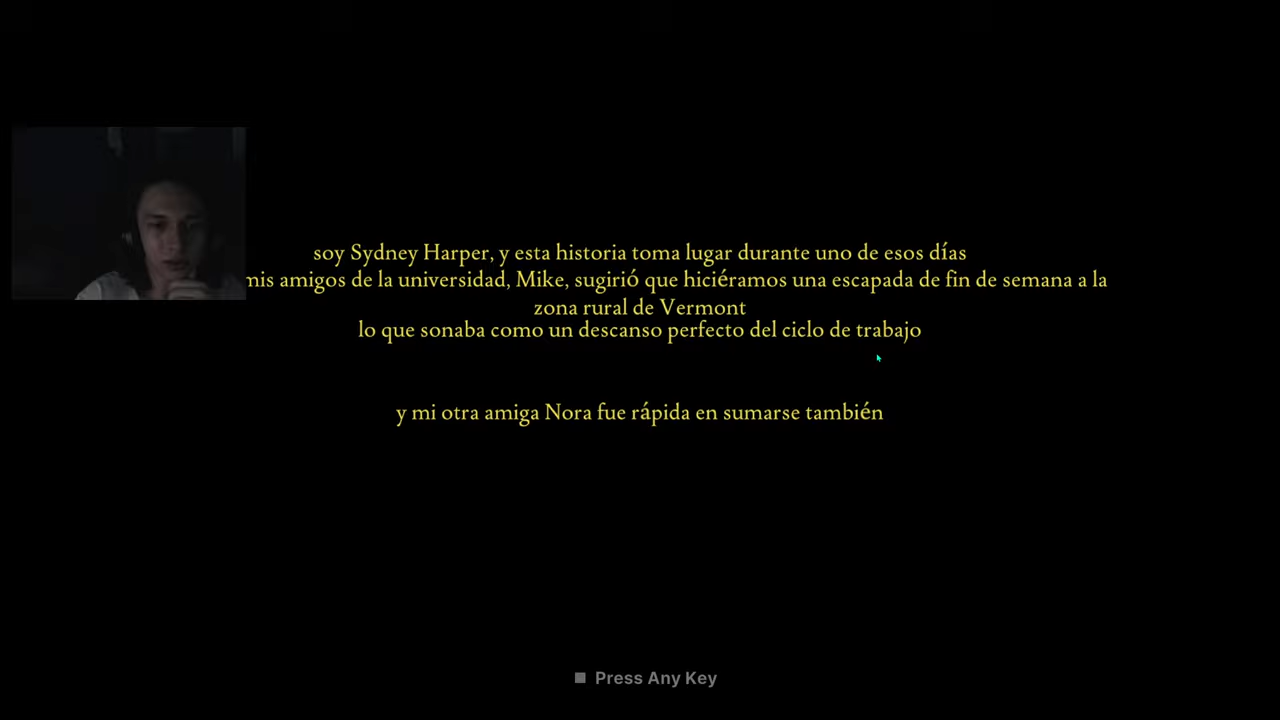 soy Sydney Harper, y esta historia toma lugar durante uno de esos días
mis amigos de la universidad, Mike, sugirió que hiciéramos una escapada de fin de semana a la
zona rural de Vermont
lo que sonaba como un descanso perfecto del ciclo de trabajo
y mi otra amiga Nora fue rápida en sumarse también
Press Any Key